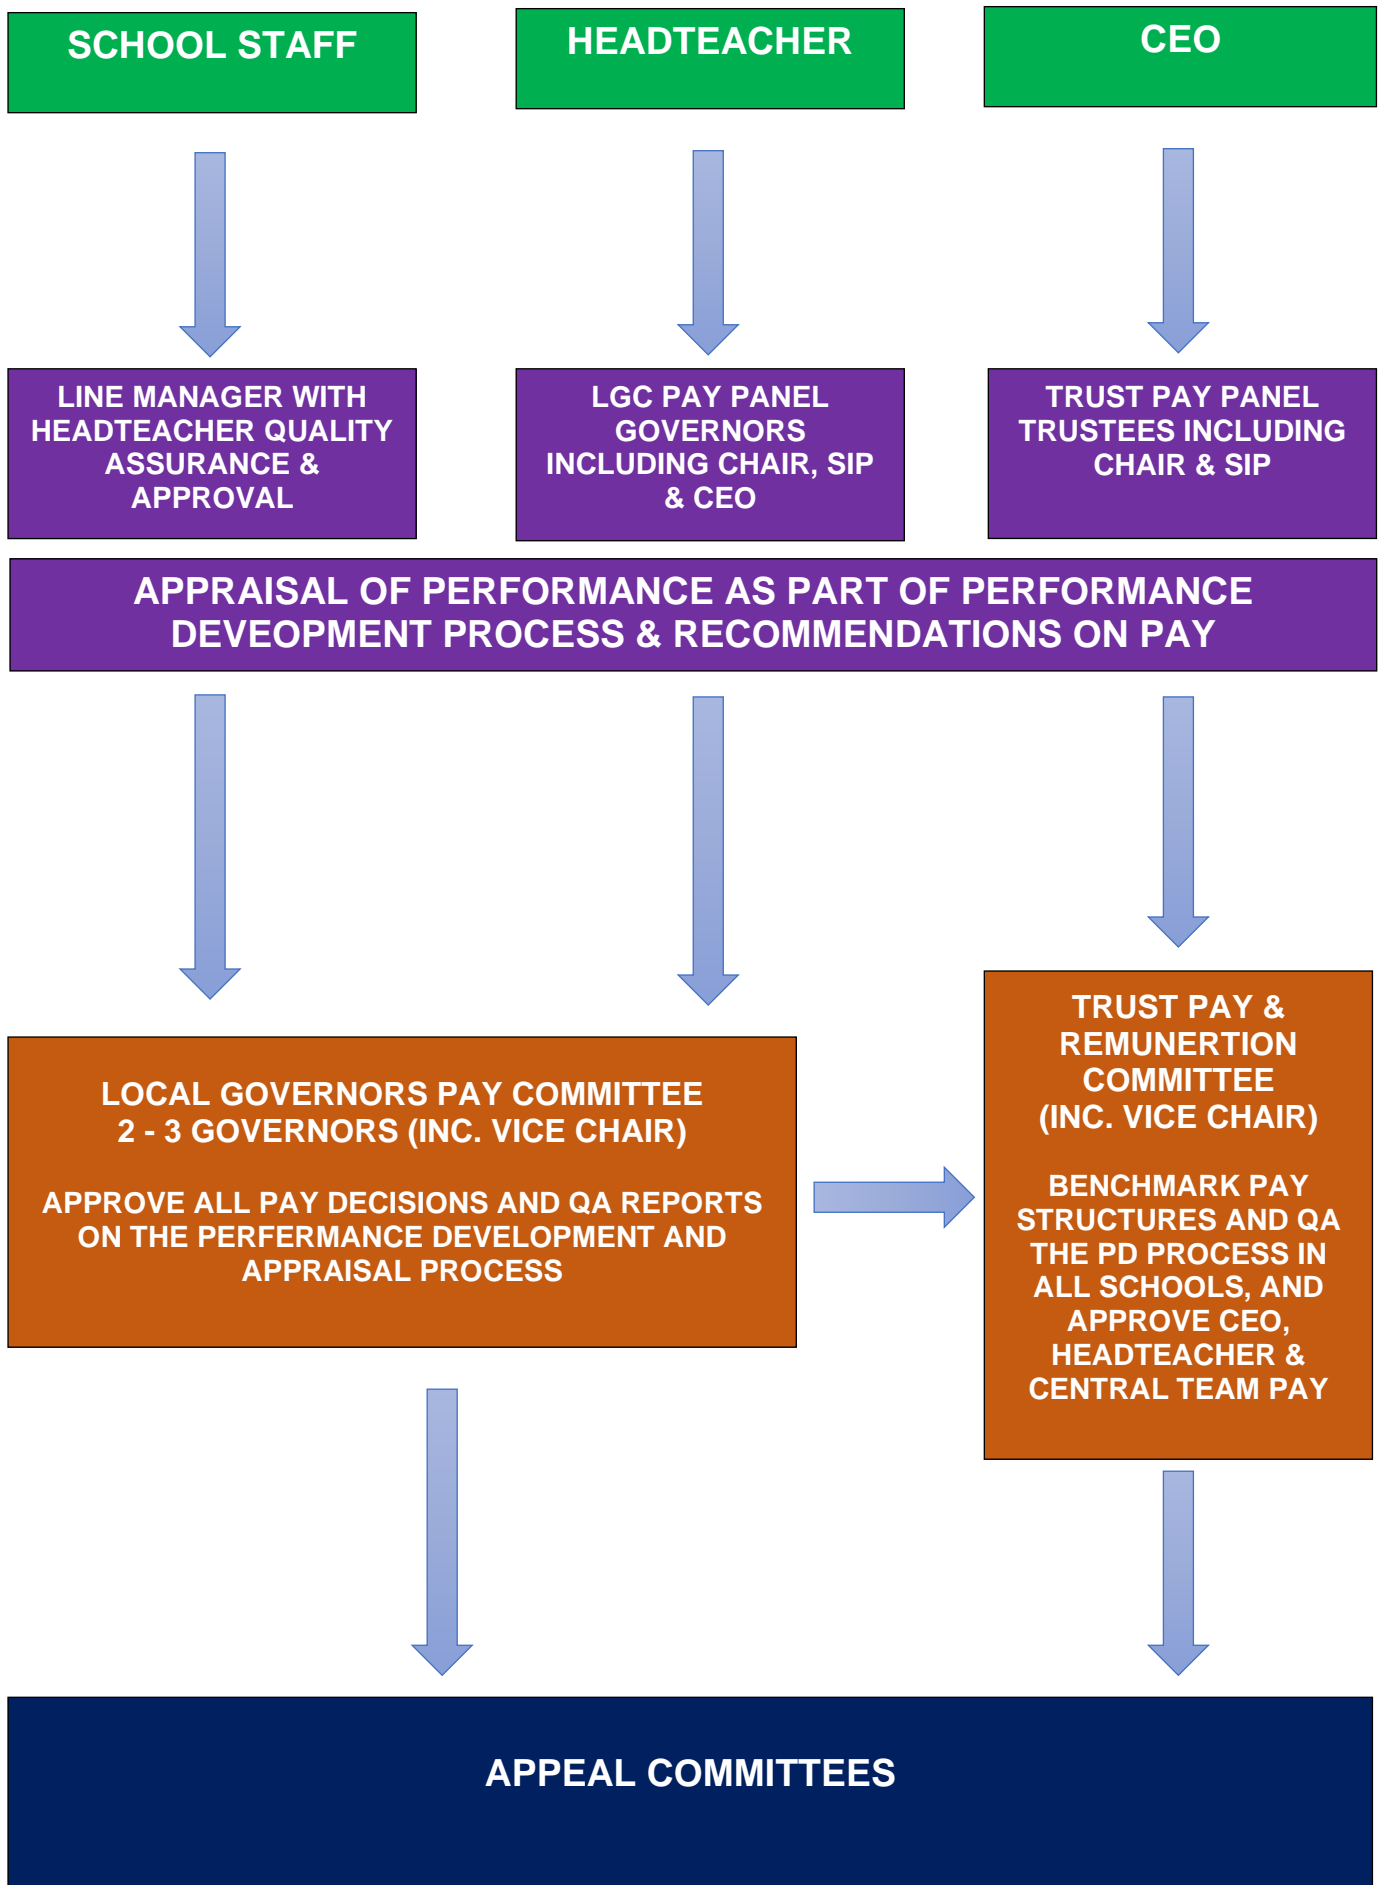 SCHOOL STAFF
HEADTEACHER
CEO
LINE MANAGER WITH
HEADTEACHER QUALITY
ASSURANCE &
APPROVAL
LGC PAY PANEL
GOVERNORS
INCLUDING CHAIR, SIP
& CEO
TRUST PAY PANEL
TRUSTEES INCLUDING
CHAIR & SIP
APPRAISAL OF PERFORMANCE AS PART OF PERFORMANCE
DEVEOPMENT PROCESS & RECOMMENDATIONS ON PAY
LOCAL GOVERNORS PAY COMMITTEE
2 - 3 GOVERNORS (INC. VICE CHAIR)
APPROVE ALL PAY DECISIONS AND QA REPORTS
ON THE PERFERMANCE DEVELOPMENT AND
APPRAISAL PROCESS
TRUST PAY &
REMUNERTION
COMMITTEE
(INC. VICE CHAIR)
BENCHMARK PAY
STRUCTURES AND QA
THE PD PROCESS IN
ALL SCHOOLS, AND
APPROVE CEO,
HEADTEACHER &
CENTRAL TEAM PAY
APPEAL COMMITTEES